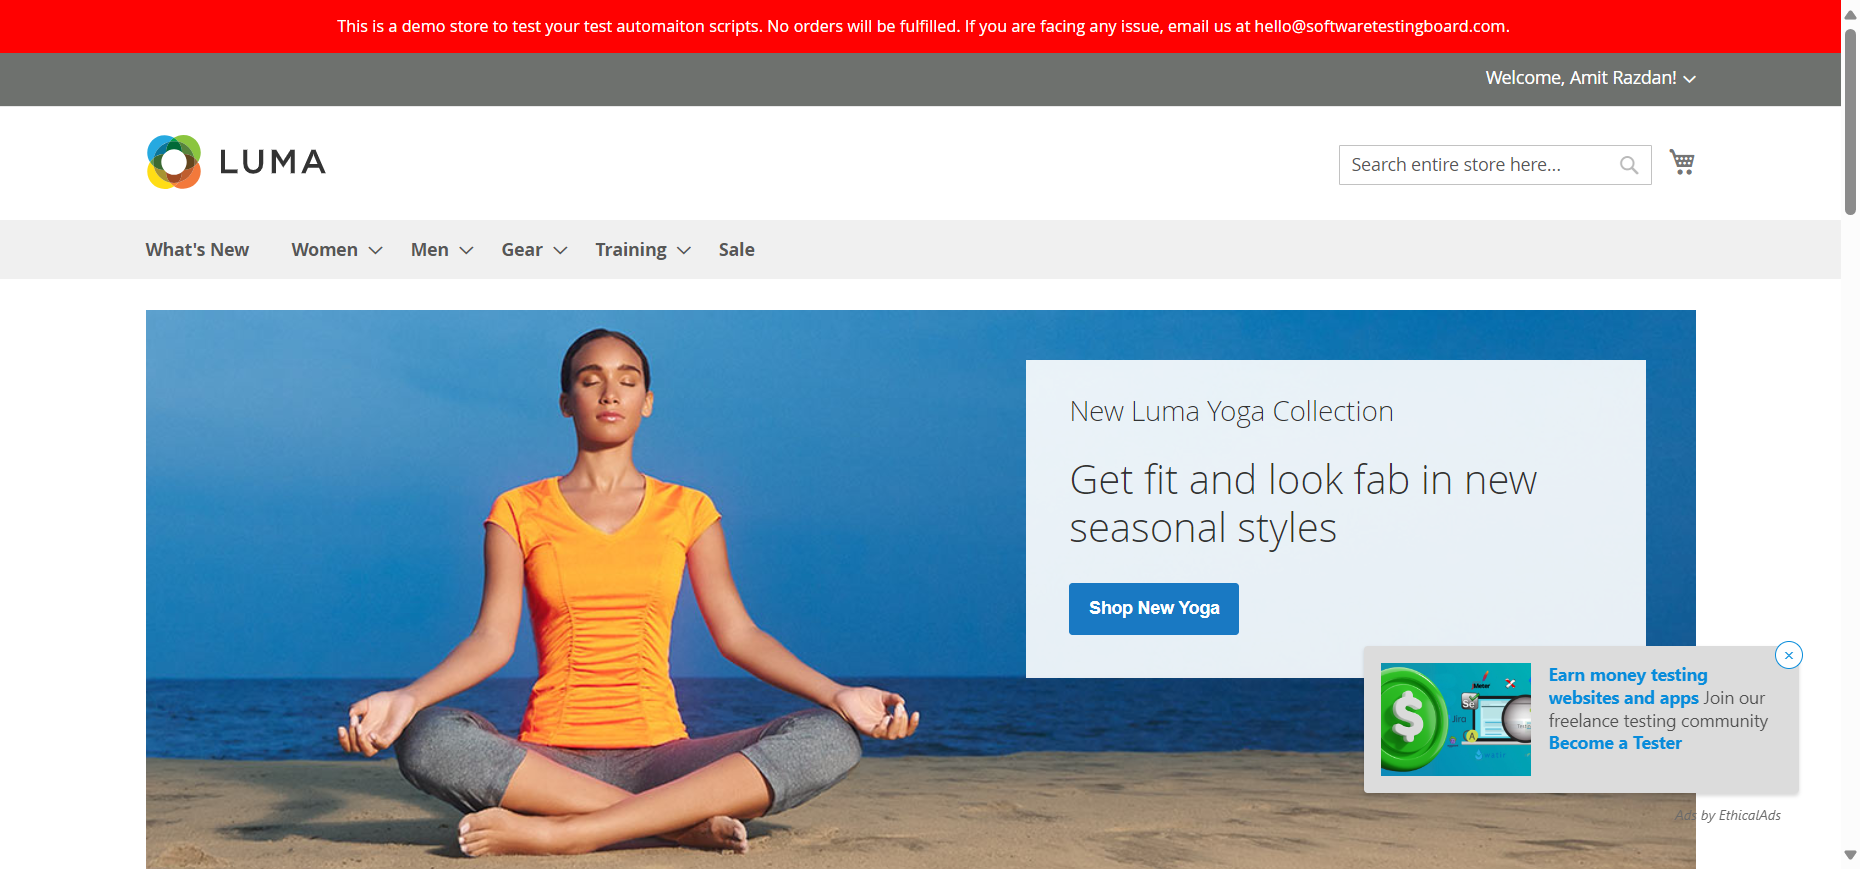 This is a demo store to test your test automaiton scripts. No orders will be fulfilled. If you are facing any issue, email us at hello@softwaretestingboard.com.
Welcome, Amit Razdan!
LUMA
Search entire store here...
What's New Women Men Gear Training Sale
New Luma Yoga Collection
Get fit and look fab in new
seasonal styles
Shop New Yoga
Earn money testing
websites and apps Join our
freelance testing community
Become a Tester
Meter
Se
Jira
A
$
Ads by EthicalAds